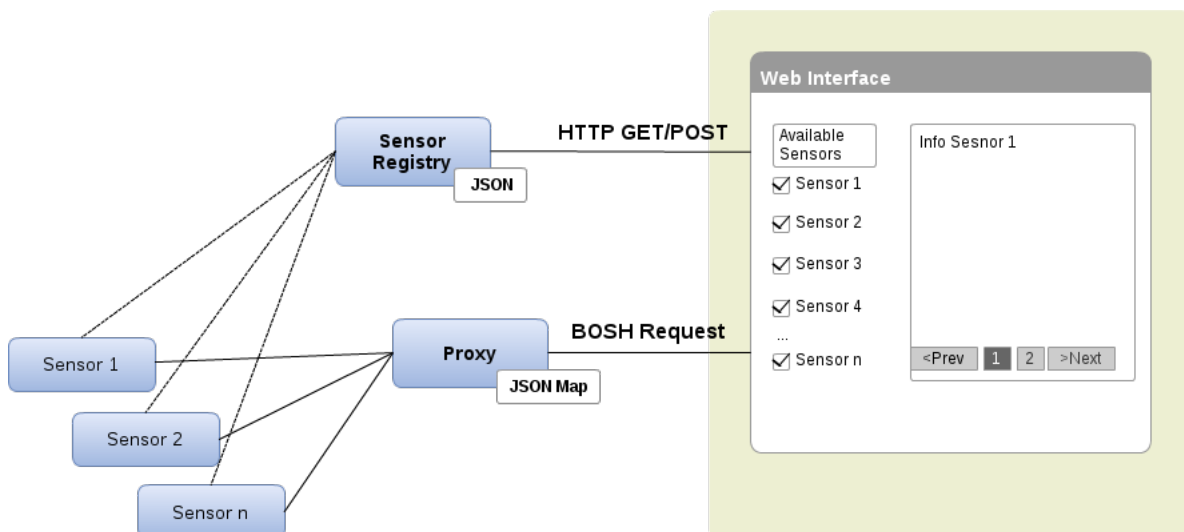 Web Interface
Sensor
Registry
JSON
HTTP GET/POST
Available
Sensors
Sensor 1
Sensor 2
Sensor 3
Sensor 4
...
Sensor n
Info Sesnor 1
<Prev
1
2
>Next
Sensor 1
Sensor 2
Sensor n
Proxy
JSON Map
BOSH Request